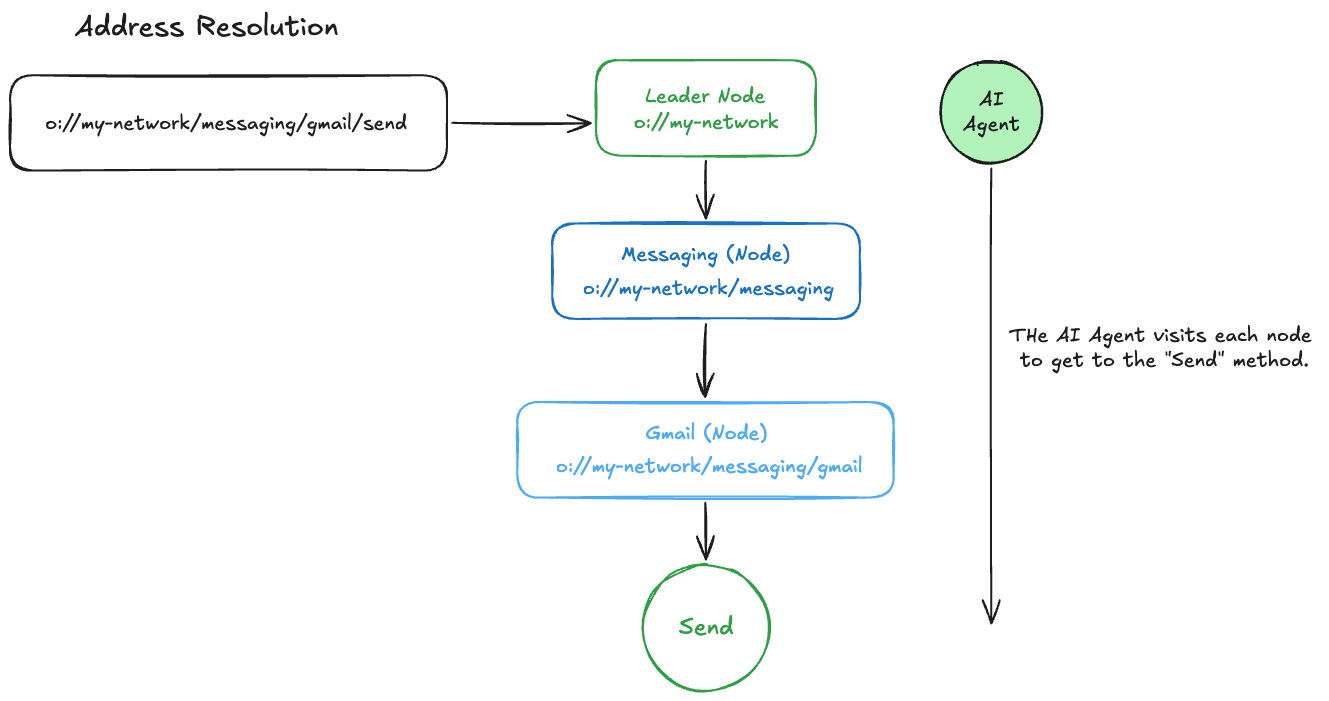 Address Resolution
o://my-network/messaging/gmail/send
Leader Node
o://my-network
AI
Agent
Messaging (Node)
o://my-network/messaging
THe AI Agent visits each node
to get to the "Send" method.
Gmail (Node)
o://my-network/messaging/gmail
Send